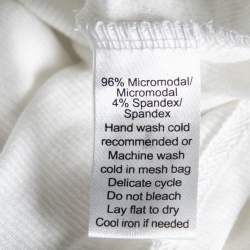 96% Micromodal/
Micromodal
4% Spandex/
Spandex
Hand wash cold
recommended or
Machine wash
cold in mesh bag
Delicate cycle
Do not bleach
Lay flat to dry
Cool iron if needed